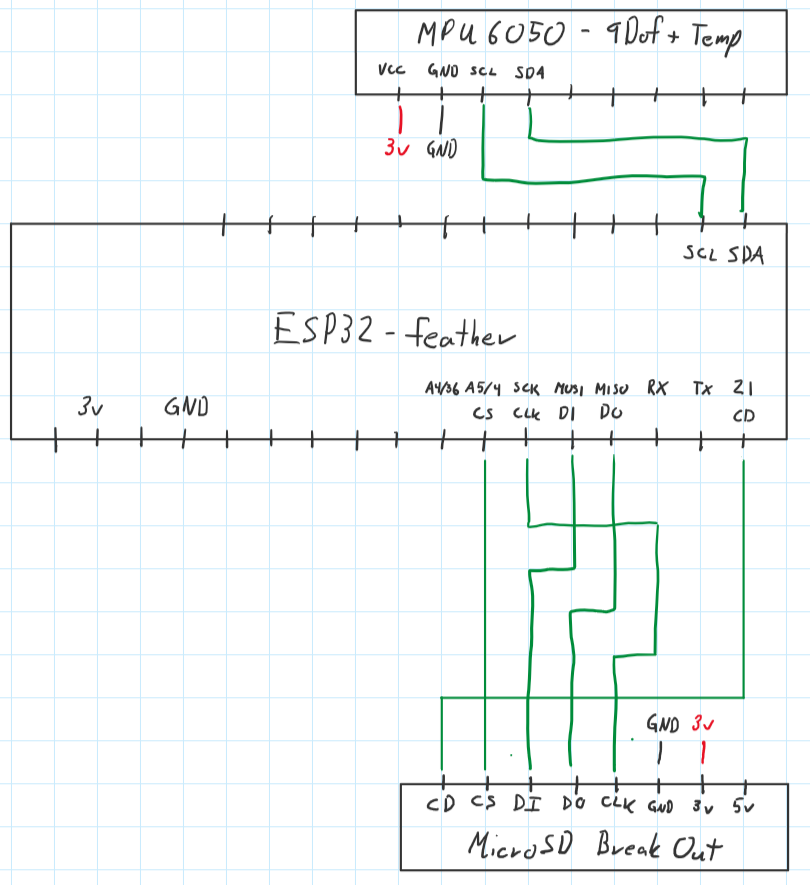 MPU 6050 - 9Dof + Temp
VCC GND SCL SDA
3v GND
SCL SDA
ESP32 - feather
A4/36 A5/4 SCK MOSI MISO RX TX 21
3v GND CS CLK DI DO CD
GND 3v
CD CS DI DO CLK GND 3v 5v
MicroSD Break Out